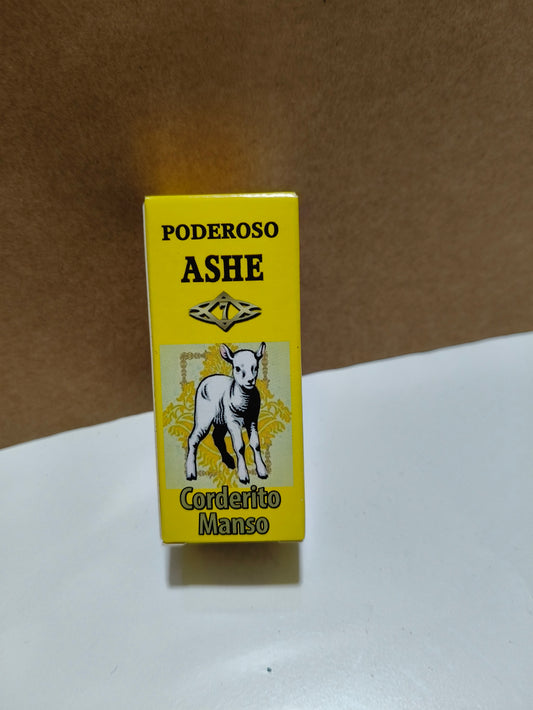 PODEROSO
ASHE
7
Corderito
Manso